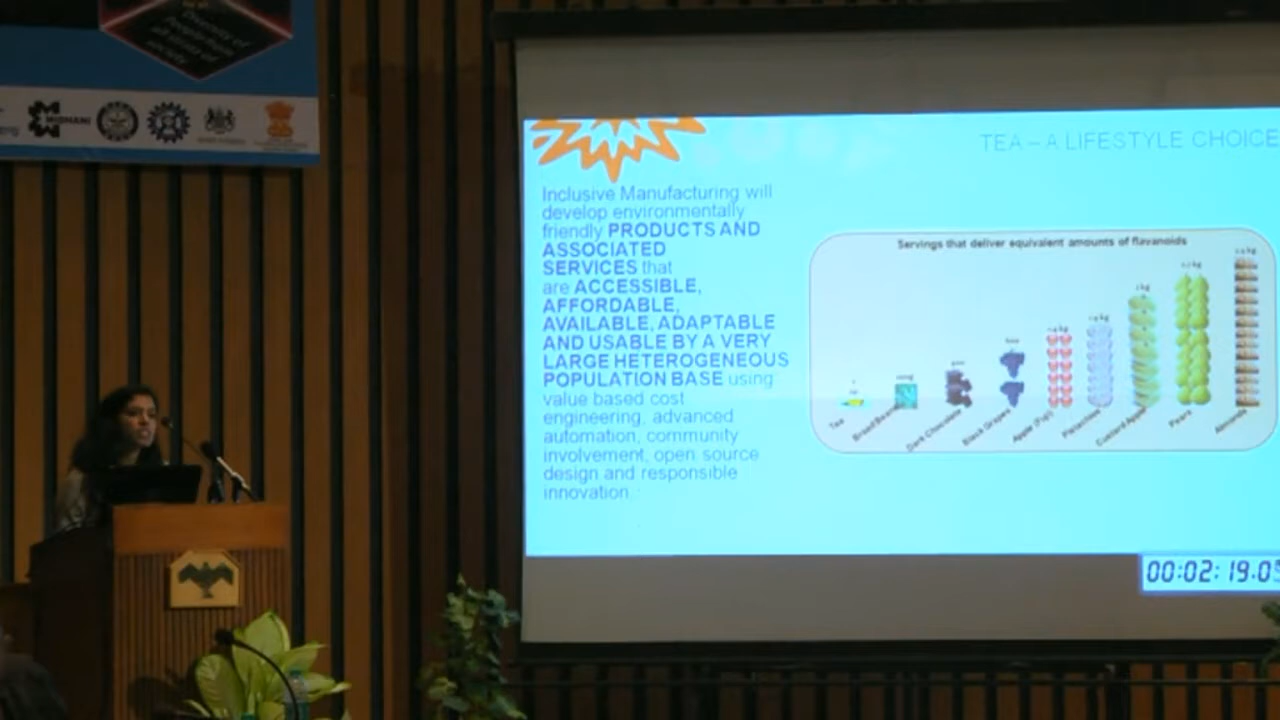 MIDHANI
TEA – A LIFESTYLE CHOICE
Inclusive Manufacturing will
develop environmentally
friendly PRODUCTS AND
ASSOCIATED
SERVICES that
are ACCESSIBLE,
AFFORDABLE,
AVAILABLE, ADAPTABLE
AND USABLE BY A VERY
LARGE HETEROGENEOUS
POPULATION BASE using
value based cost
engineering, advanced
automation, community
involvement, open source
design and responsible
innovation.
Servings that deliver equivalent amounts of flavanoids
Tea
Broad Beans
Dark Chocolate
Black Grapes
Apple (Fuji)
Pistachios
Custard Apple
Pears
Almonds
00:02:19.0